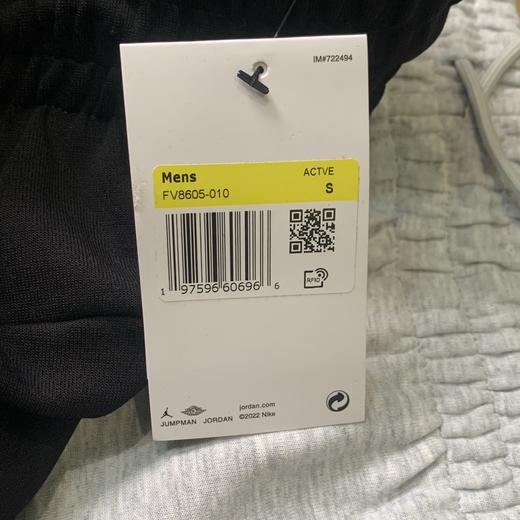 IM#722494
Mens ACTVE
FV8605-010 S
1 97596 60696 6
RFID
jordan.com
JUMPMAN JORDAN ©2022 Nike